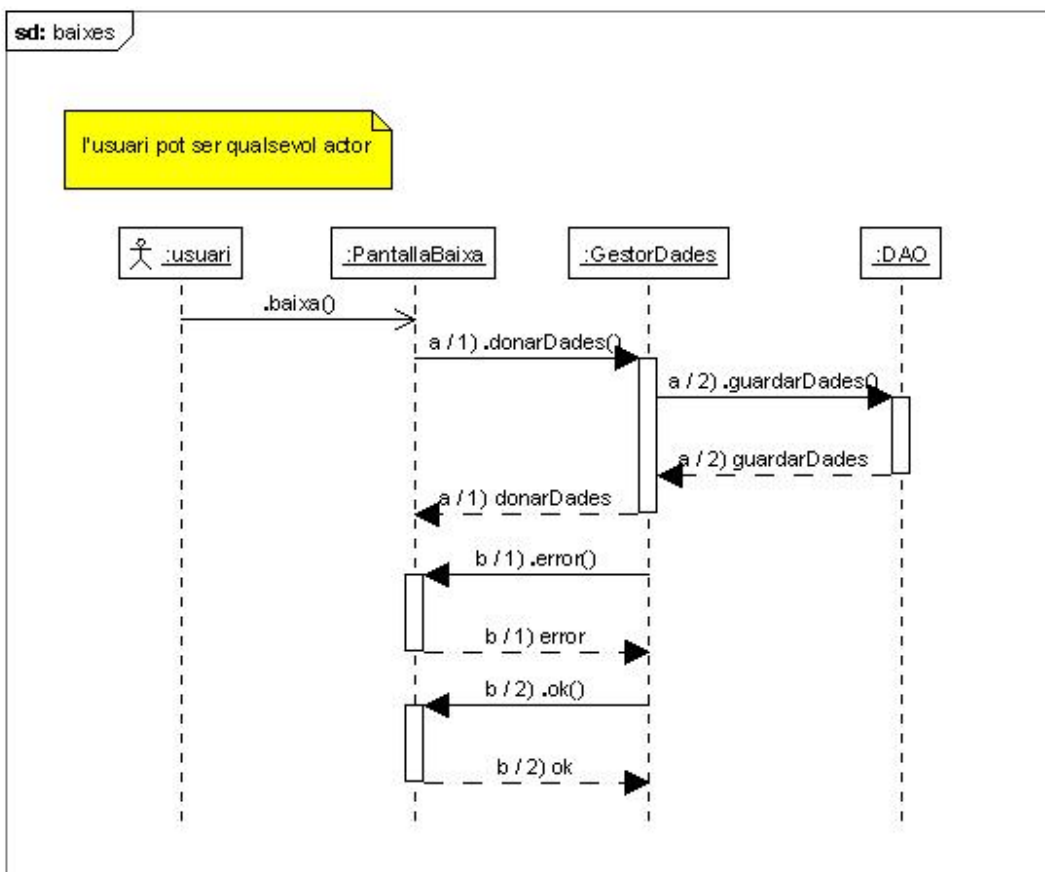 sd: baixes
l'usuari pot ser qualsevol actor
:usuari
:PantallaBaixa
:GestorDades
:DAO
.baixa()
a / 1) .donarDades()
a / 2) .guardarDades()
a / 2) guardarDades
a / 1) donarDades
b / 1) .error()
b / 1) error
b / 2) .ok()
b / 2) ok